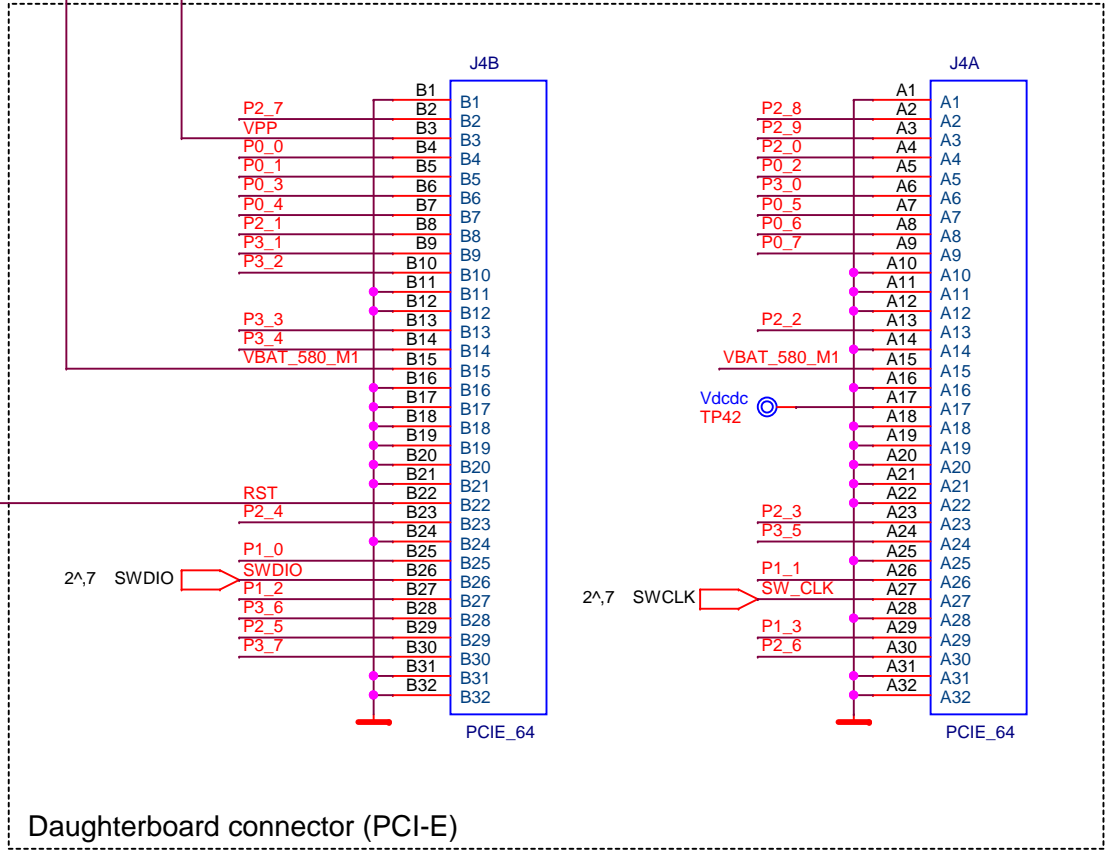 J4B
B1 B1
P2_7 B2 B2
VPP B3 B3
P0_0 B4 B4
P0_1 B5 B5
P0_3 B6 B6
P0_4 B7 B7
P2_1 B8 B8
P3_1 B9 B9
P3_2 B10 B10
B11 B11
B12 B12
P3_3 B13 B13
P3_4 B14 B14
VBAT_580_M1 B15 B15
B16 B16
B17 B17
B18 B18
B19 B19
B20 B20
B21 B21
RST B22 B22
P2_4 B23 B23
B24 B24
P1_0 B25 B25
2^,7 SWDIO SWDIO B26 B26
P1_2 B27 B27
P3_6 B28 B28
P2_5 B29 B29
P3_7 B30 B30
B31 B31
B32 B32
PCIE_64
J4A
A1 A1
P2_8 A2 A2
P2_9 A3 A3
P2_0 A4 A4
P0_2 A5 A5
P3_0 A6 A6
P0_5 A7 A7
P0_6 A8 A8
P0_7 A9 A9
A10 A10
A11 A11
A12 A12
P2_2 A13 A13
A14 A14
VBAT_580_M1 A15 A15
A16 A16
Vdcdc A17 A17
TP42
A18 A18
A19 A19
A20 A20
A21 A21
A22 A22
P2_3 A23 A23
P3_5 A24 A24
A25 A25
P1_1 A26 A26
2^,7 SWCLK SW_CLK A27 A27
A28 A28
P1_3 A29 A29
P2_6 A30 A30
A31 A31
A32 A32
PCIE_64
Daughterboard connector (PCI-E)